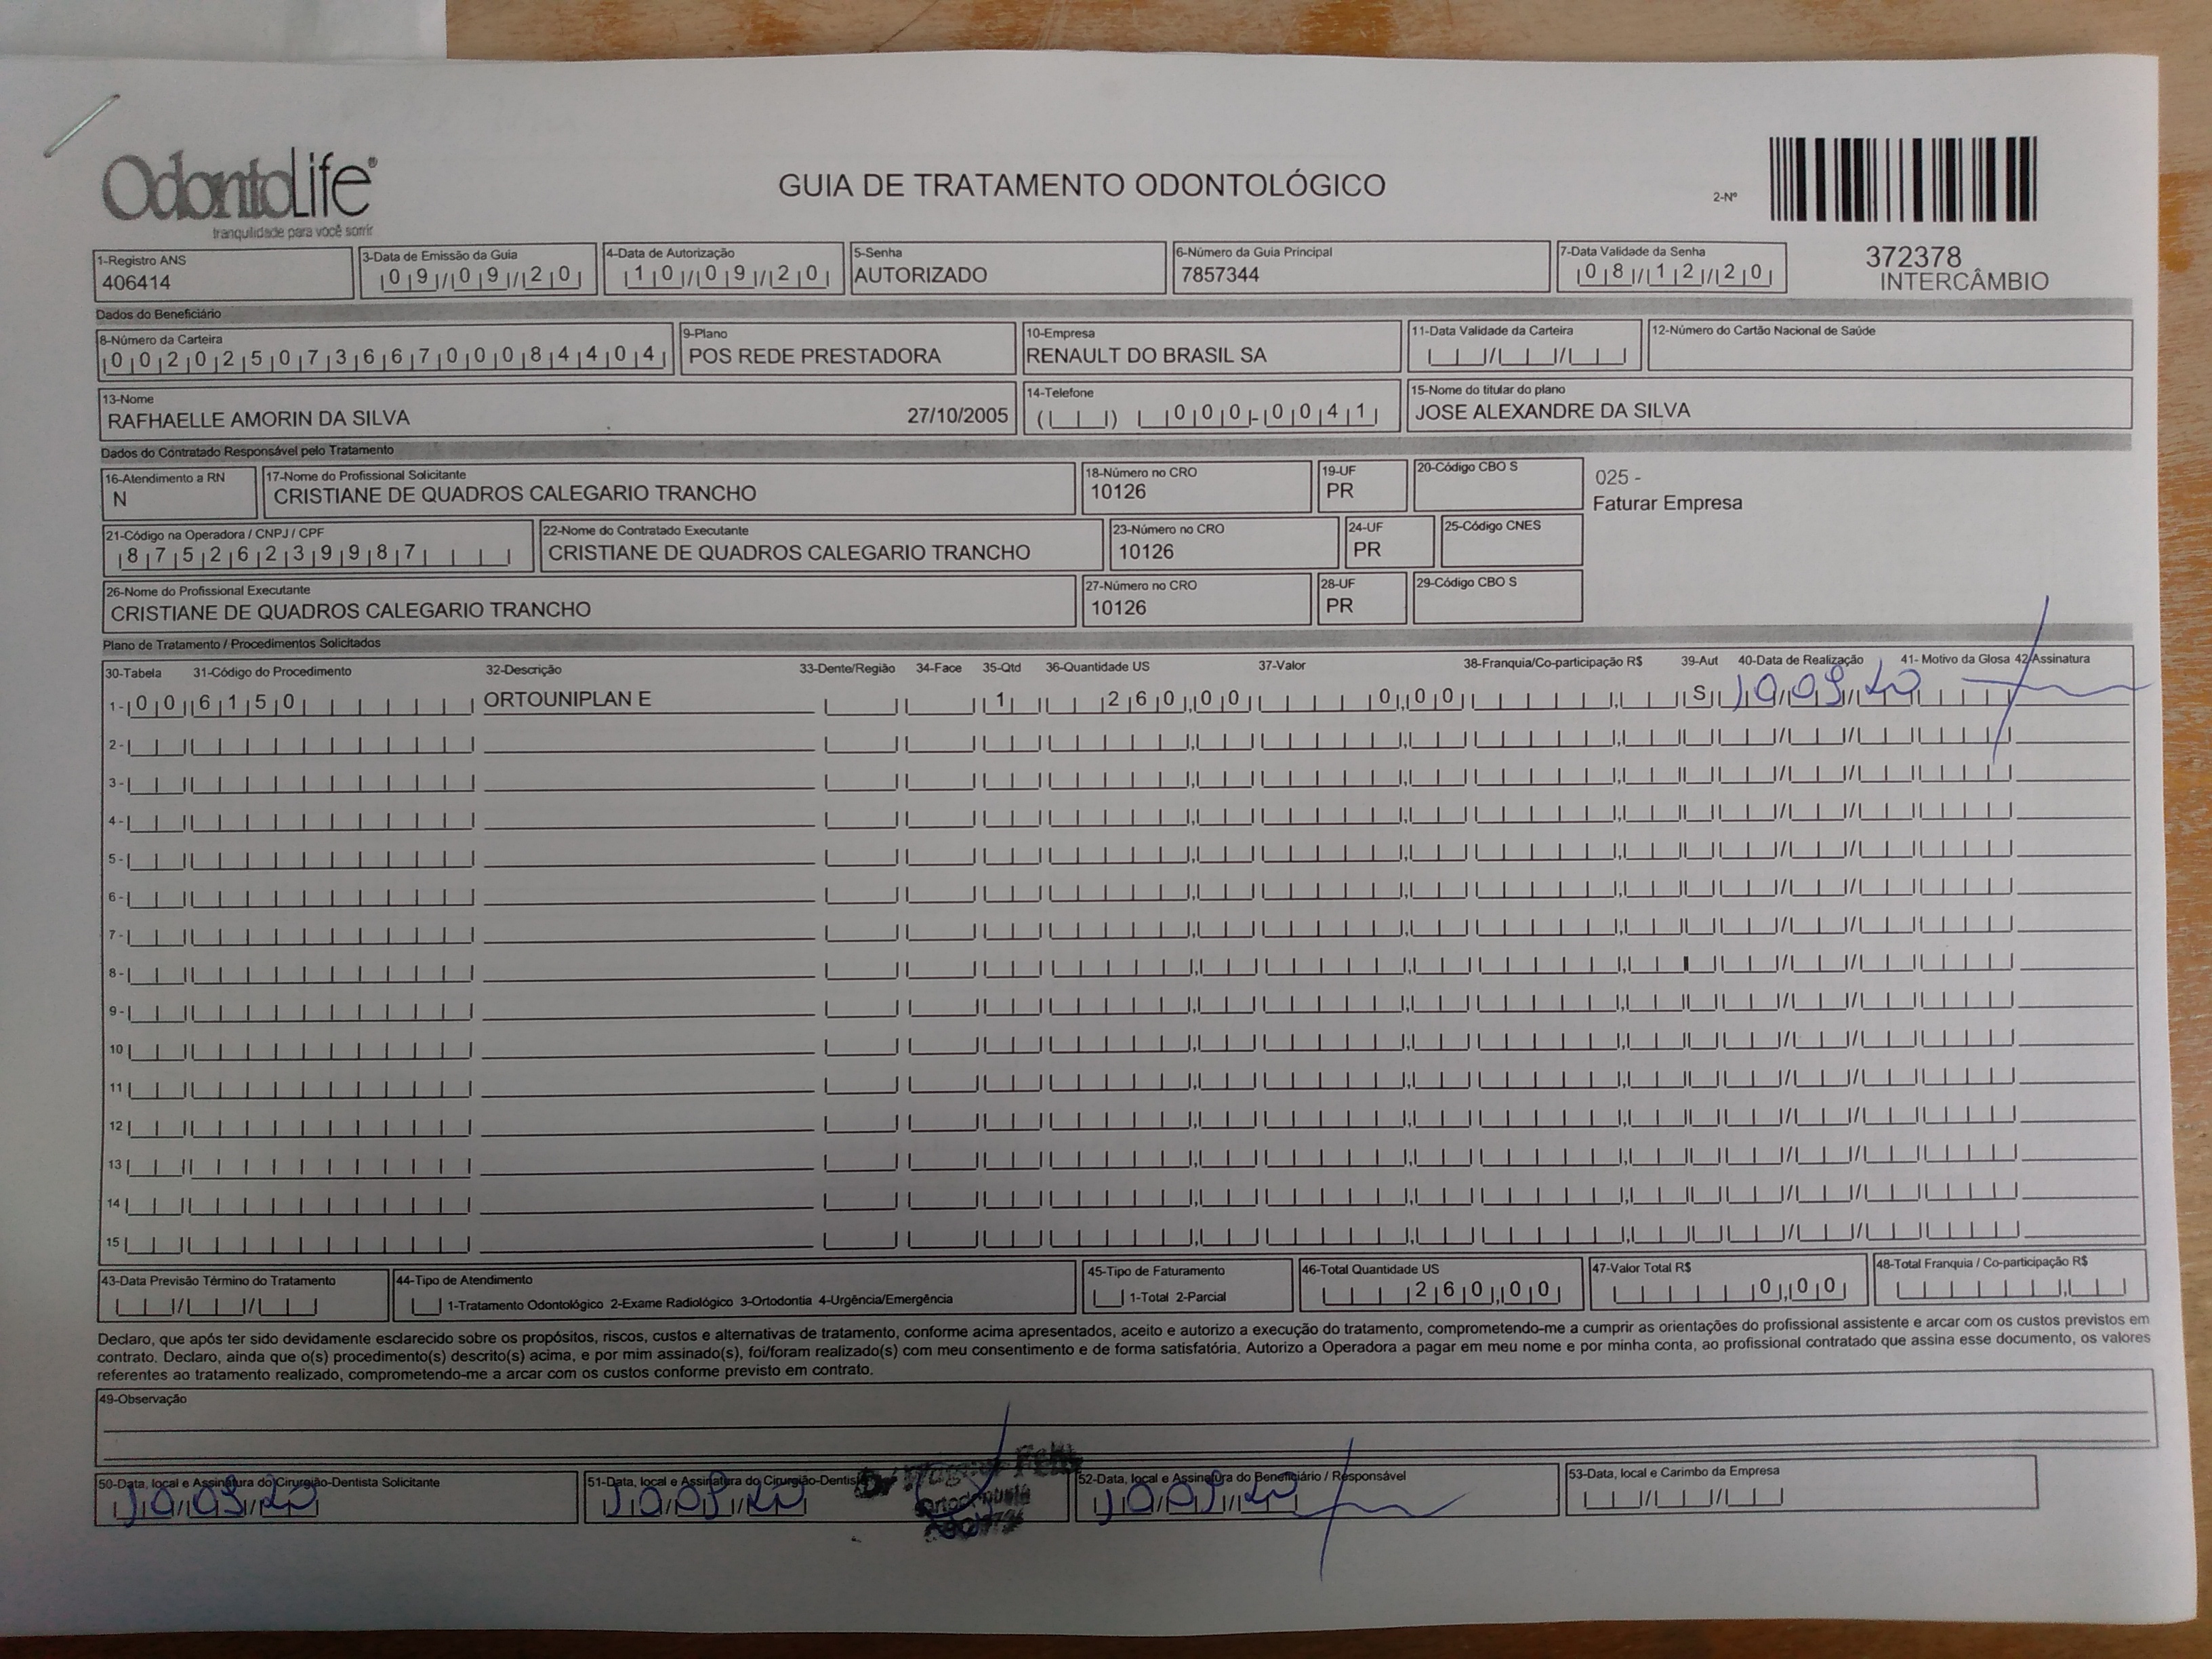 OdontoLife®
tranquilidade para você sorrir
GUIA DE TRATAMENTO ODONTOLÓGICO
2-Nº
372378
INTERCÂMBIO
1-Registro ANS
406414
3-Data de Emissão da Guia
09/09/20
4-Data de Autorização
10/09/20
5-Senha
AUTORIZADO
6-Número da Guia Principal
7857344
7-Data Validade da Senha
08/12/20
Dados do Beneficiário
8-Número da Carteira
00202507366700084404
9-Plano
POS REDE PRESTADORA
10-Empresa
RENAULT DO BRASIL SA
11-Data Validade da Carteira
12-Número do Cartão Nacional de Saúde
13-Nome
RAFHAELLE AMORIN DA SILVA 27/10/2005
14-Telefone
( ) 000-0041
15-Nome do titular do plano
JOSE ALEXANDRE DA SILVA
Dados do Contratado Responsável pelo Tratamento
16-Atendimento a RN
N
17-Nome do Profissional Solicitante
CRISTIANE DE QUADROS CALEGARIO TRANCHO
18-Número no CRO
10126
19-UF
PR
20-Código CBO S
025 -
Faturar Empresa
21-Código na Operadora / CNPJ / CPF
87526239987
22-Nome do Contratado Executante
CRISTIANE DE QUADROS CALEGARIO TRANCHO
23-Número no CRO
10126
24-UF
PR
25-Código CNES
26-Nome do Profissional Executante
CRISTIANE DE QUADROS CALEGARIO TRANCHO
27-Número no CRO
10126
28-UF
PR
29-Código CBO S
Plano de Tratamento / Procedimentos Solicitados
30-Tabela 31-Código do Procedimento 32-Descrição 33-Dente/Região 34-Face 35-Qtd 36-Quantidade US 37-Valor 38-Franquia/Co-participação R$ 39-Aut 40-Data de Realização 41- Motivo da Glosa 42-Assinatura
1- 00 6150 ORTOUNIPLAN E 1 260,00 0,00 S 10/09/20
2-
3-
4-
5-
6-
7-
8-
9-
10
11
12
13
14
15
43-Data Previsão Término do Tratamento
44-Tipo de Atendimento
1-Tratamento Odontológico 2-Exame Radiológico 3-Ortodontia 4-Urgência/Emergência
45-Tipo de Faturamento
1-Total 2-Parcial
46-Total Quantidade US
260,00
47-Valor Total R$
0,00
48-Total Franquia / Co-participação R$
Declaro, que após ter sido devidamente esclarecido sobre os propósitos, riscos, custos e alternativas de tratamento, conforme acima apresentados, aceito e autorizo a execução do tratamento, comprometendo-me a cumprir as orientações do profissional assistente e arcar com os custos previstos em
contrato. Declaro, ainda que o(s) procedimento(s) descrito(s) acima, e por mim assinado(s), foi/foram realizado(s) com meu consentimento e de forma satisfatória. Autorizo a Operadora a pagar em meu nome e por minha conta, ao profissional contratado que assina esse documento, os valores
referentes ao tratamento realizado, comprometendo-me a arcar com os custos conforme previsto em contrato.
49-Observação
50-Data, local e Assinatura do Cirurgião-Dentista Solicitante
10/09/20
51-Data, local e Assinatura do Cirurgião-Dentis
10/09/20
52-Data, local e Assinatura do Beneficiário / Responsável
10/09/20
53-Data, local e Carimbo da Empresa